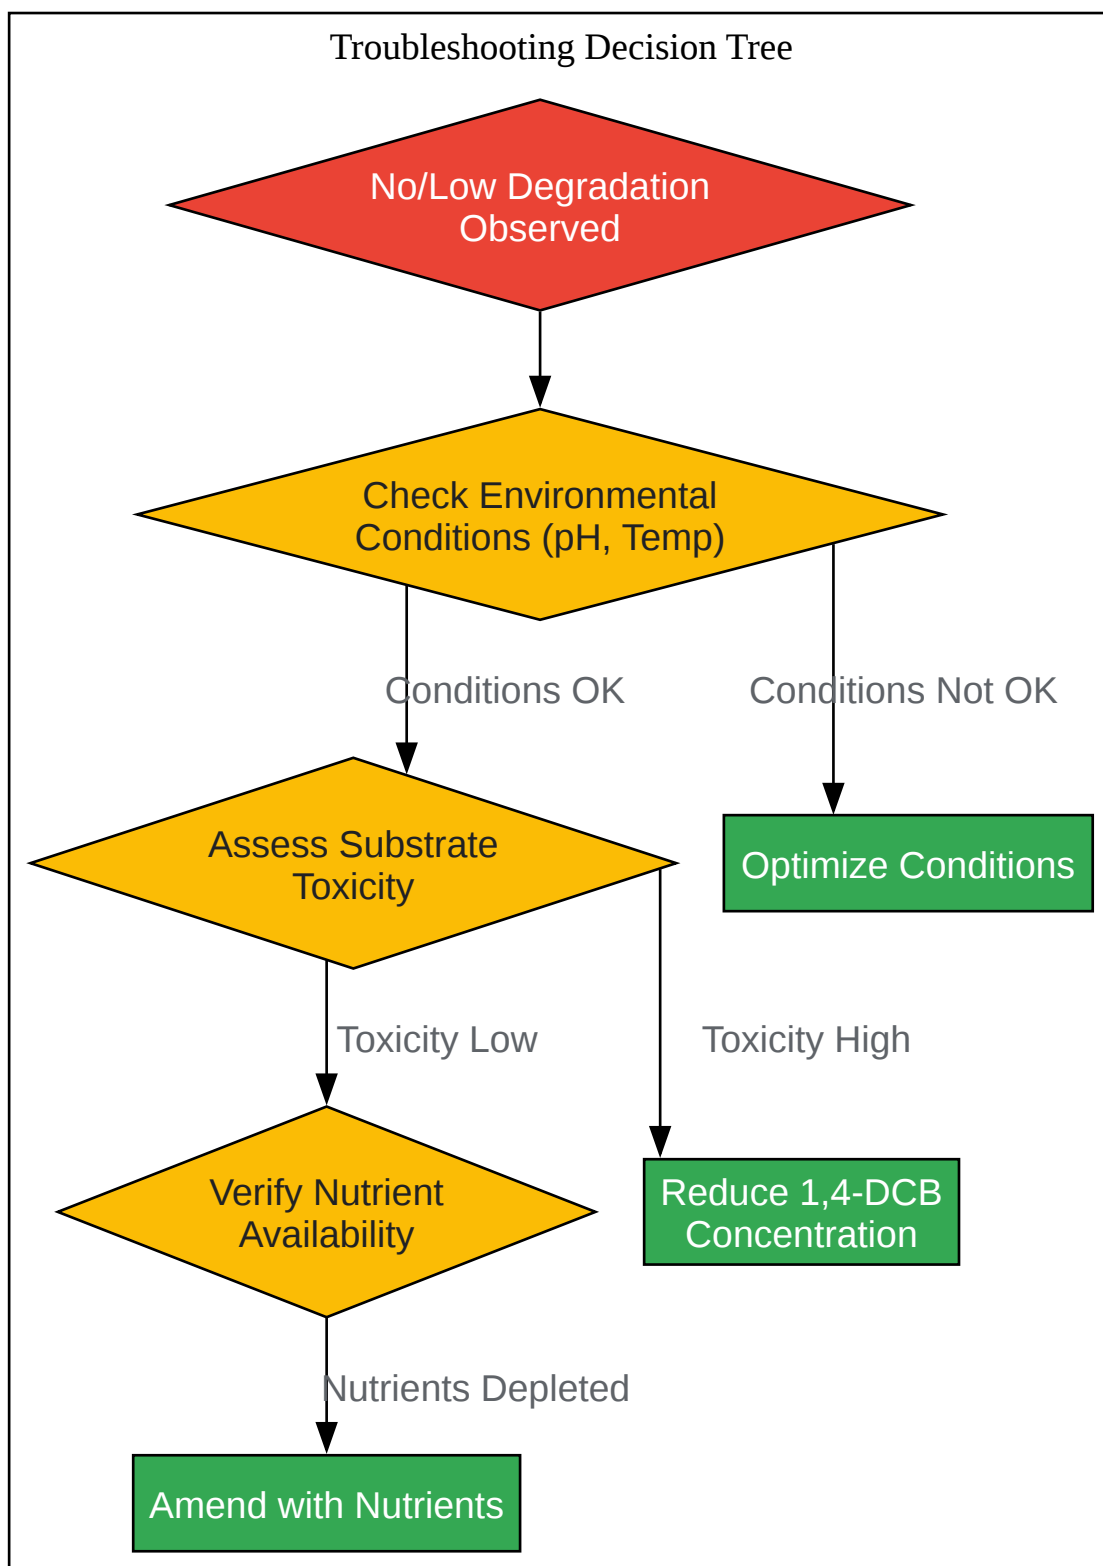 Troubleshooting Decision Tree
No/Low Degradation
Observed
Check Environmental
Conditions (pH, Temp)
Conditions OK
Conditions Not OK
Assess Substrate
Toxicity
Optimize Conditions
Toxicity Low
Toxicity High
Verify Nutrient
Availability
Reduce 1,4-DCB
Concentration
Nutrients Depleted
Amend with Nutrients